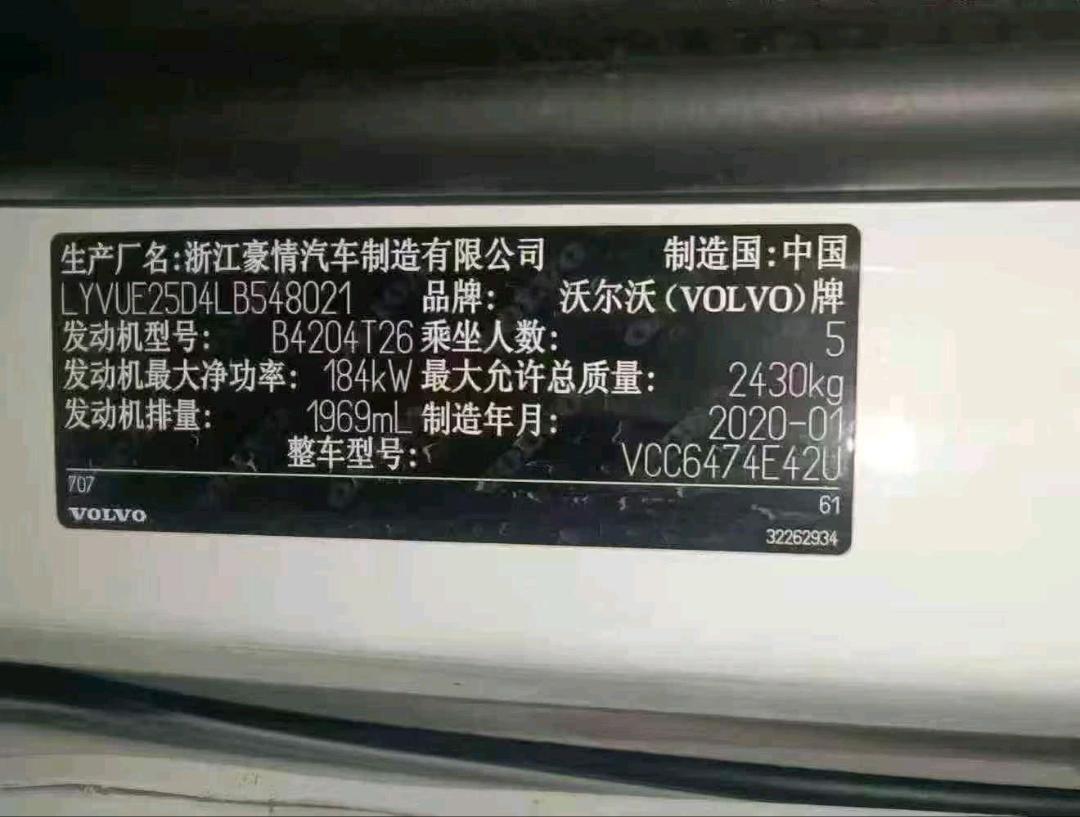 生产厂名:浙江豪情汽车制造有限公司 制造国:中国
LYVUE25D4LB548021 品牌: 沃尔沃(VOLVO)牌
发动机型号: B4204T26 乘坐人数: 5
发动机最大净功率: 184kW 最大允许总质量: 2430kg
发动机排量: 1969mL 制造年月: 2020-01
整车型号: VCC6474E42U
707 61
VOLVO 32262934